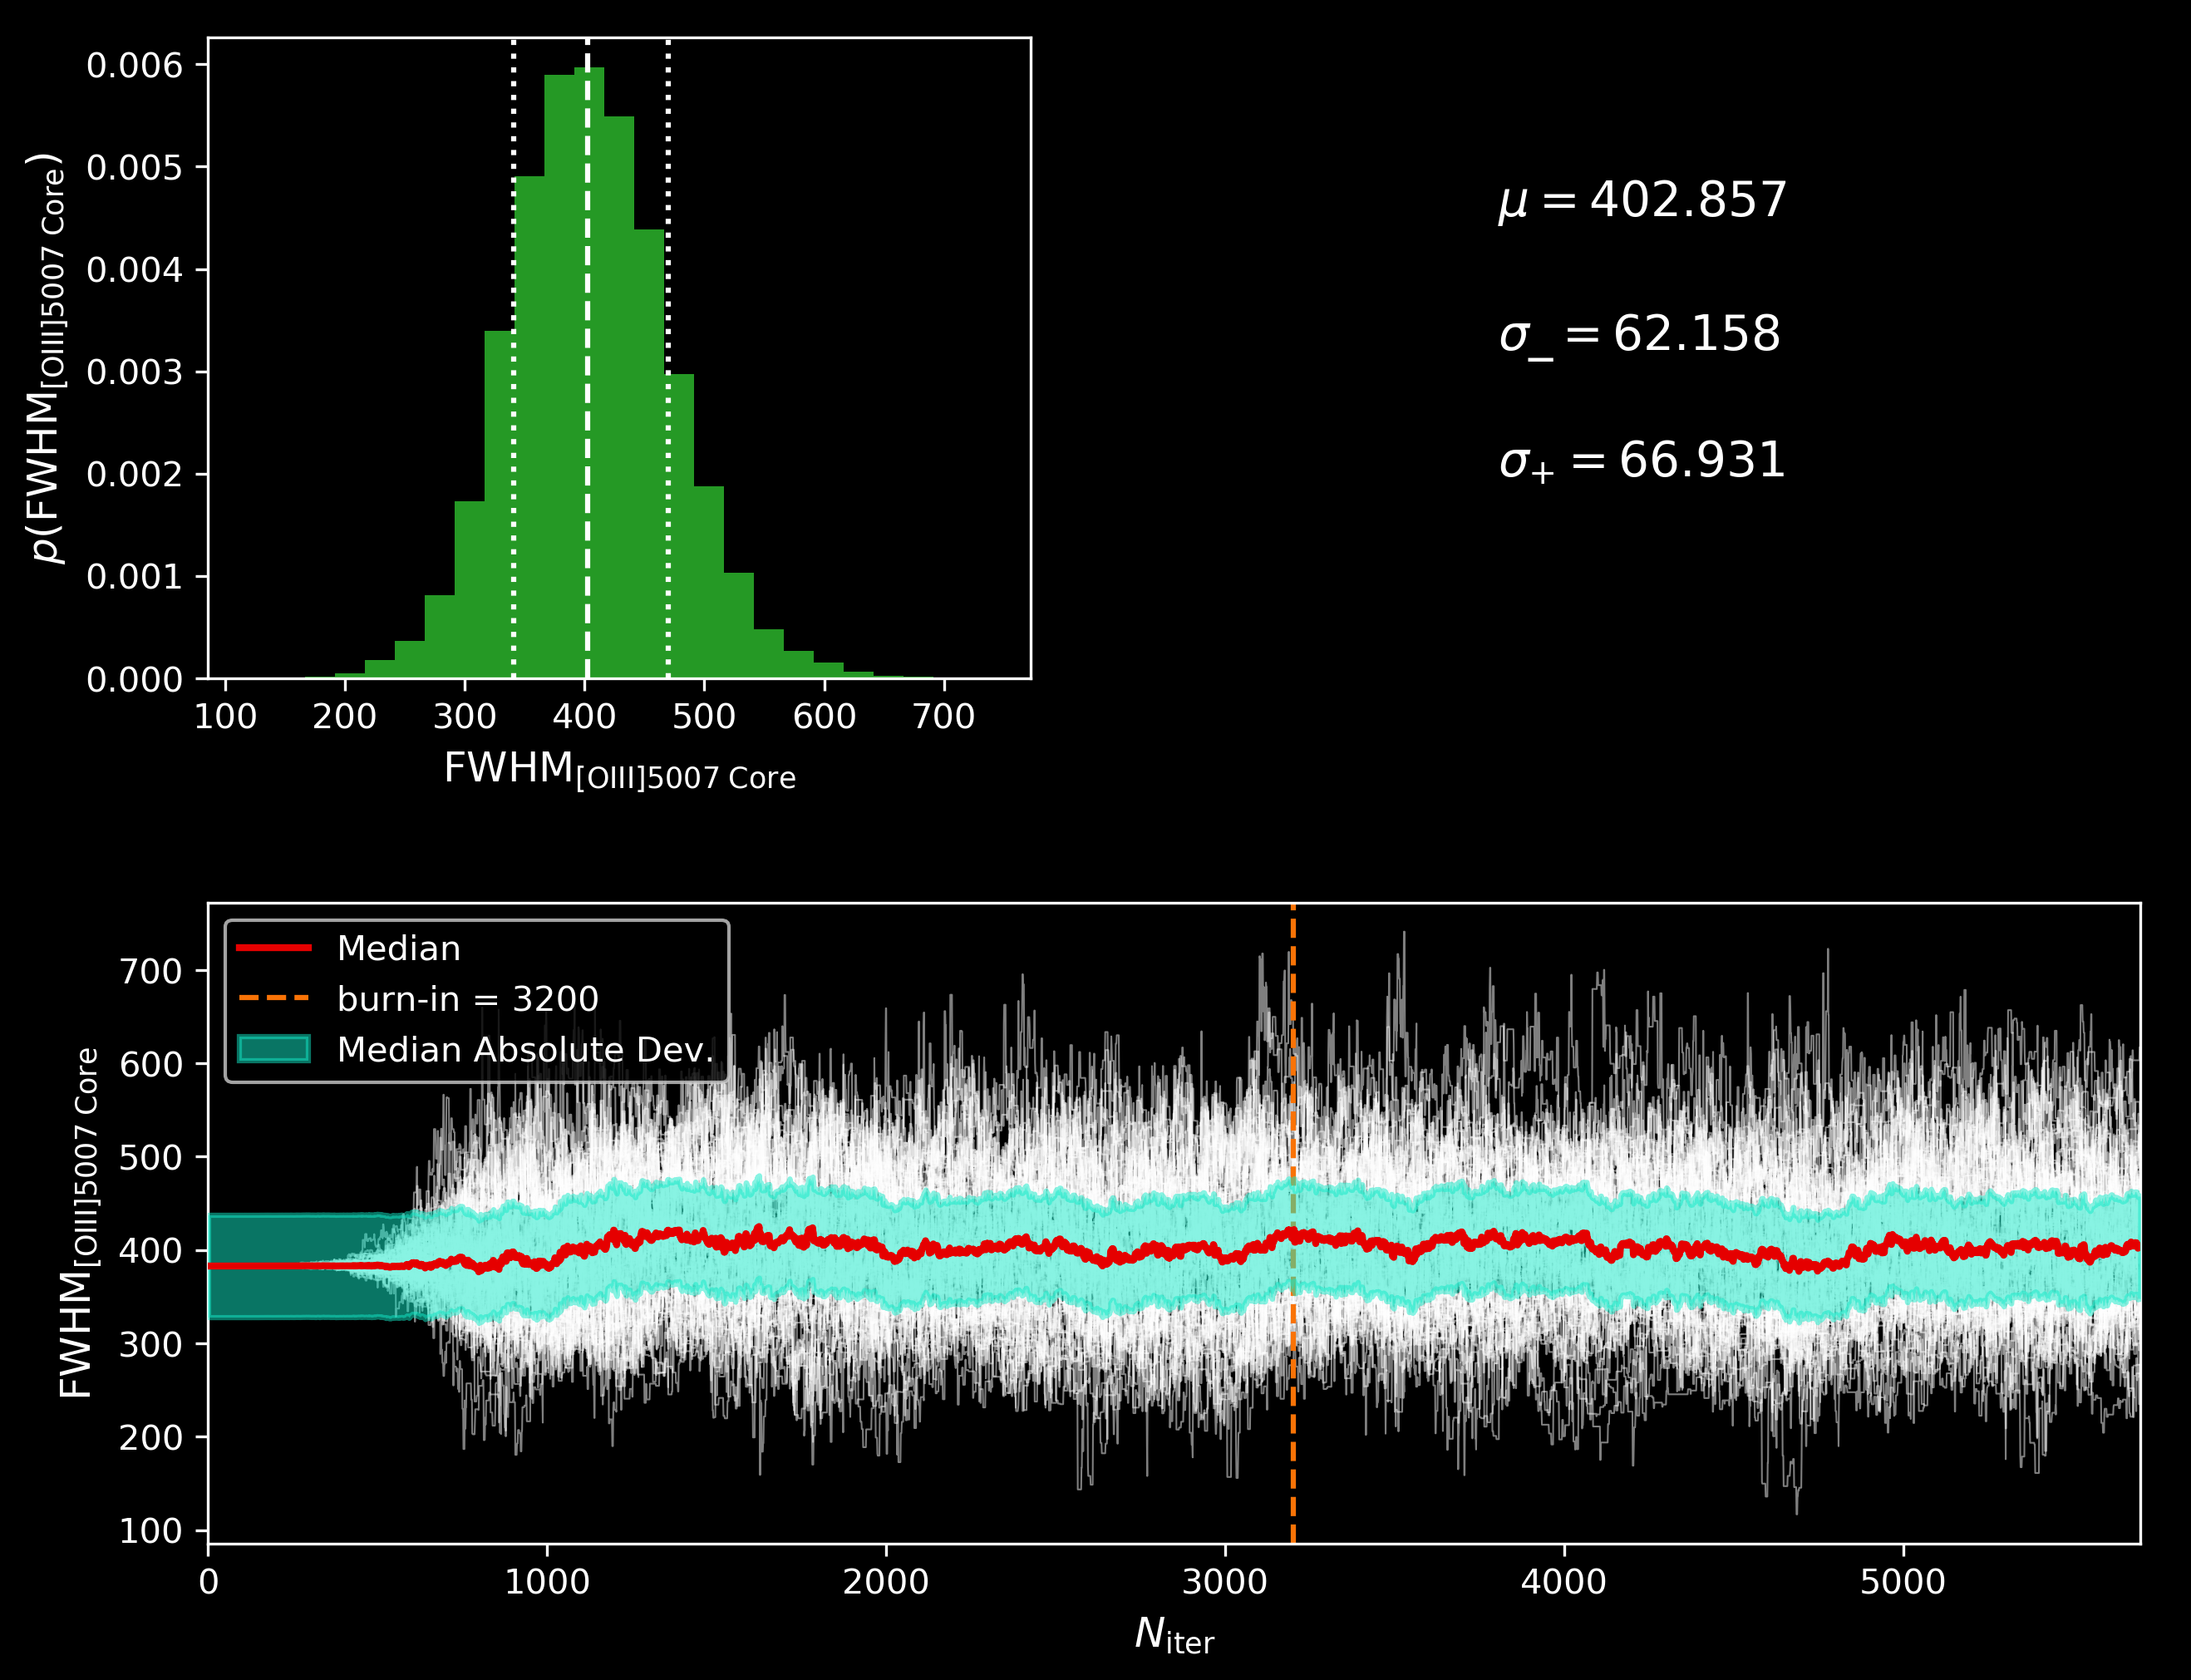 0.006
0.005
0.004
0.003
0.002
0.001
0.000
p(FWHM[OIII]5007 Core)
100 200 300 400 500 600 700
FWHM[OIII]5007 Core
μ = 402.857
σ− = 62.158
σ+ = 66.931
Median
burn-in = 3200
Median Absolute Dev.
700
600
500
400
300
200
100
FWHM[OIII]5007 Core
0 1000 2000 3000 4000 5000
Niter